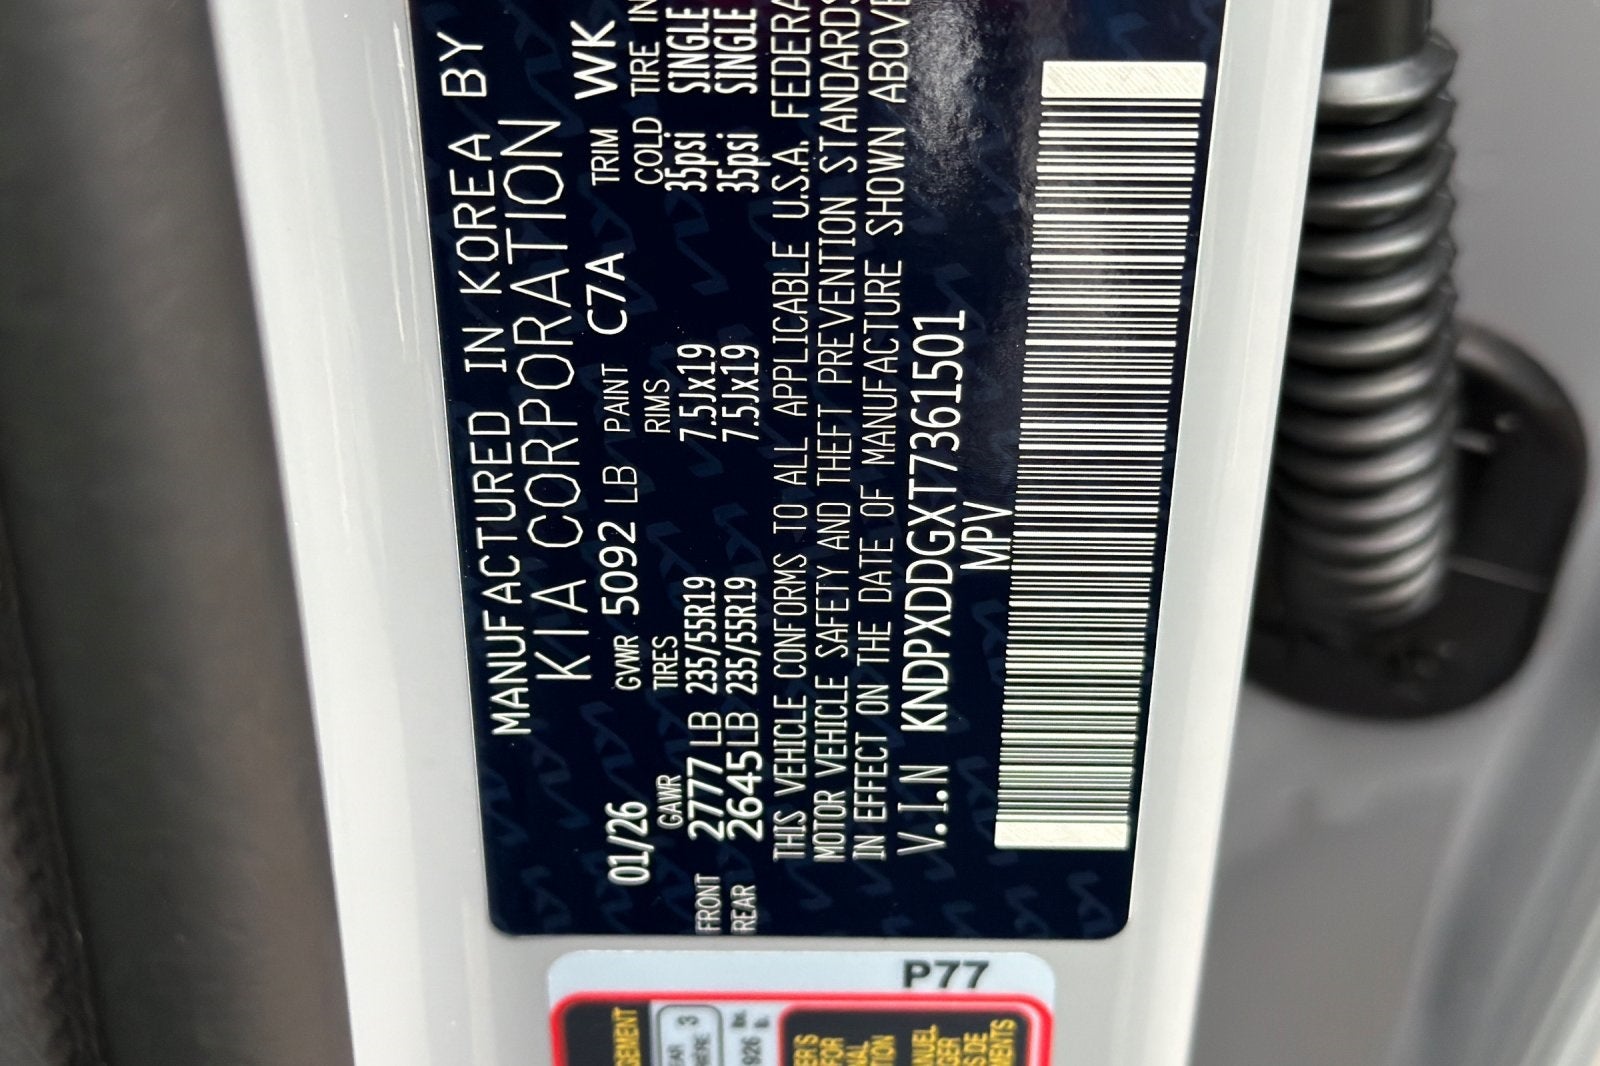 MANUFACTURED IN KOREA BY
KIA CORPORATION
01/26 GVWR 5092 LB PAINT C7A TRIM WK
GAWR TIRES RIMS COLD TIRE
FRONT 2777 LB 235/55R19 7.5Jx19 35psi SINGLE
REAR 2645 LB 235/55R19 7.5Jx19 35psi SINGLE
THIS VEHICLE CONFORMS TO ALL APPLICABLE U.S.A. FEDERA
MOTOR VEHICLE SAFETY AND THEFT PREVENTION STANDARDS
IN EFFECT ON THE DATE OF MANUFACTURE SHOWN ABOVE
V.I.N KNDPXDDGXT7361501
MPV
P77